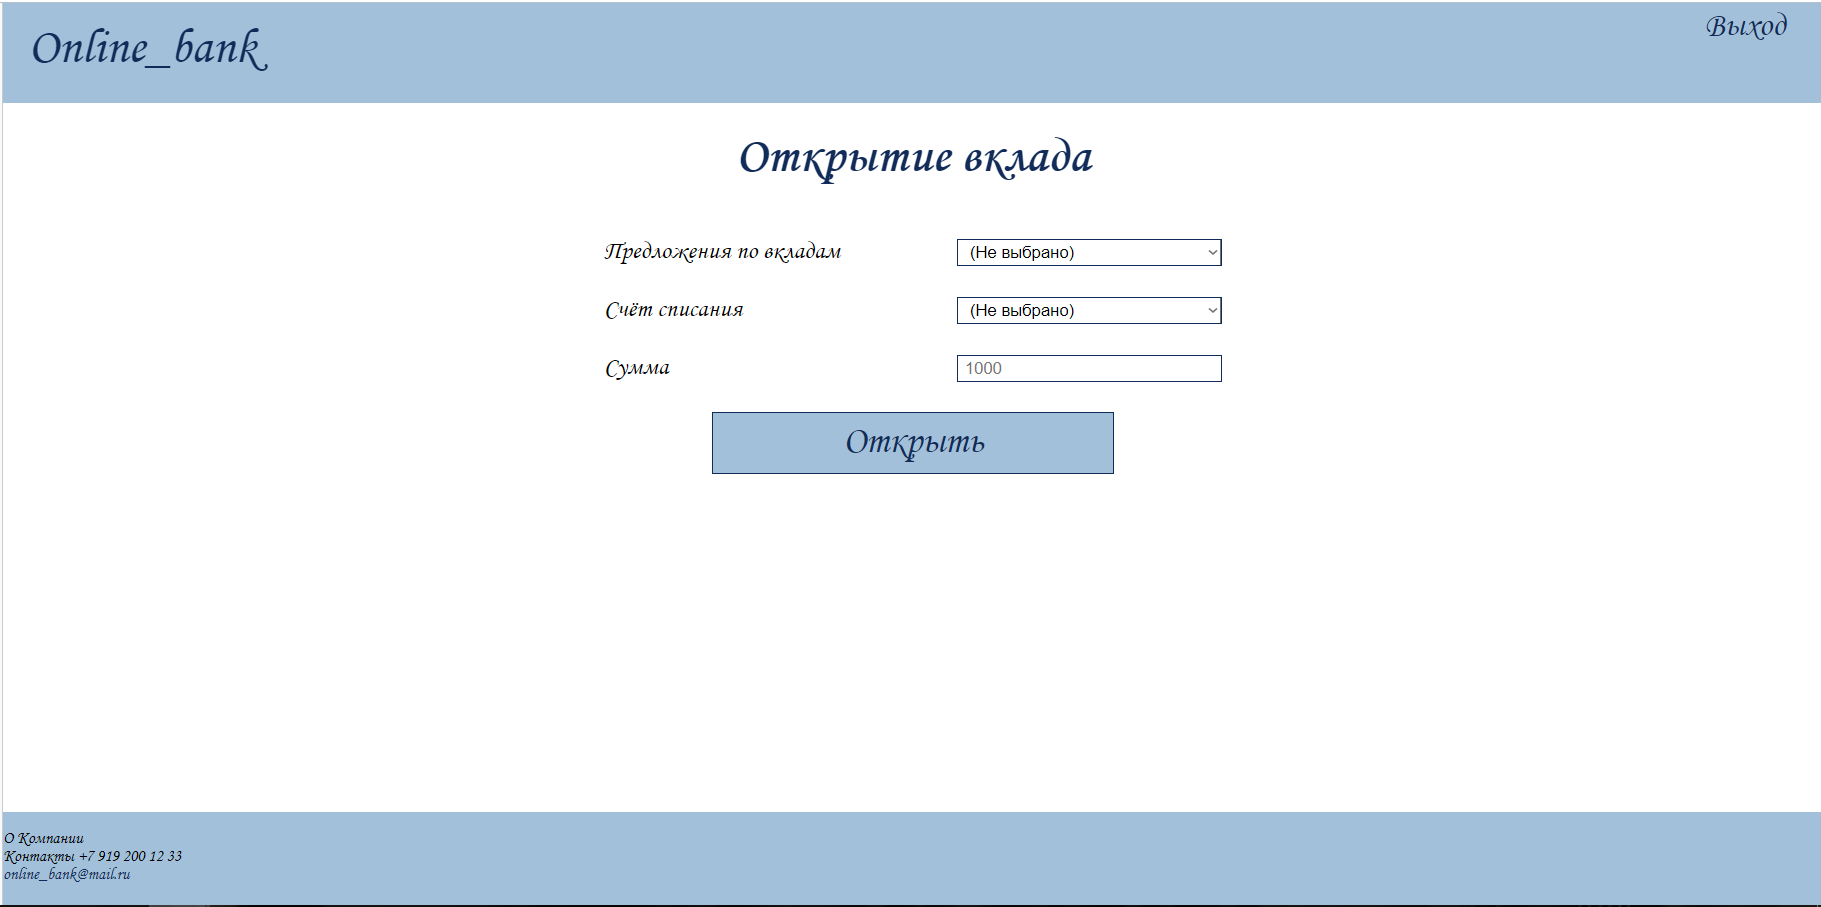 Online_bank
Выход
Открытие вклада
Предложения по вкладам
(Не выбрано)
Счёт списания
(Не выбрано)
Сумма
1000
Открыть
О Компании
Контакты +7 919 200 12 33
online_bank@mail.ru